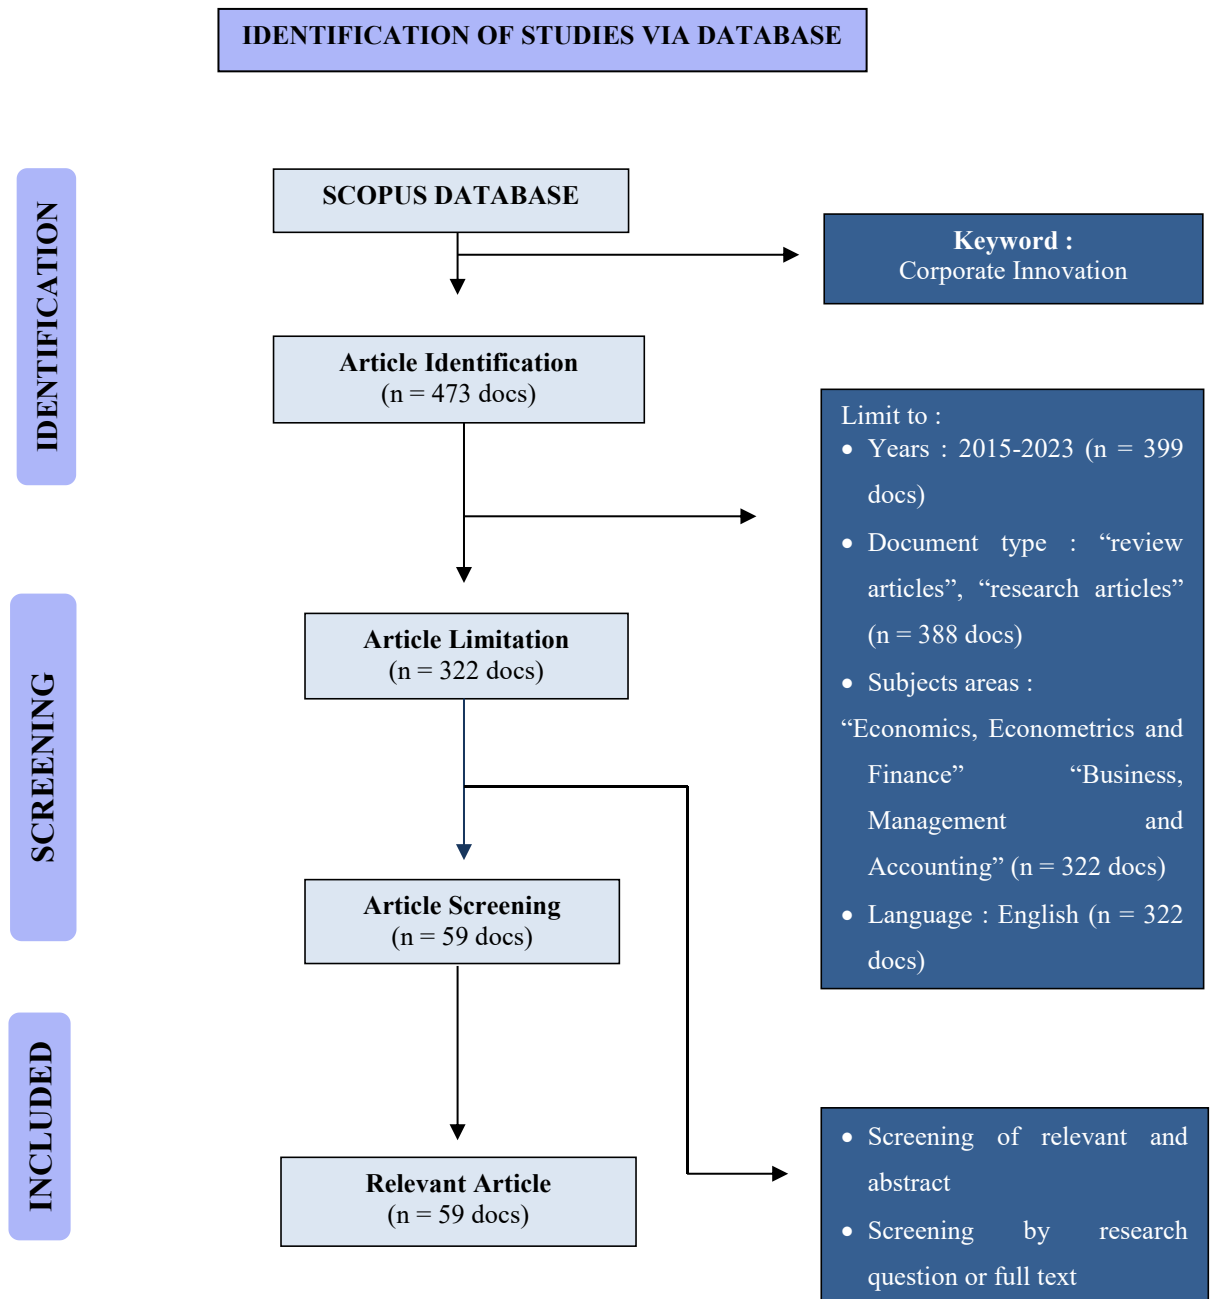 IDENTIFICATION OF STUDIES VIA DATABASE
IDENTIFICATION
SCOPUS DATABASE
Keyword :
Corporate Innovation
Article Identification
(n = 473 docs)
Limit to :
• Years : 2015-2023 (n = 399
docs)
• Document type : “review
articles”, “research articles”
(n = 388 docs)
• Subjects areas :
“Economics, Econometrics and
Finance” “Business,
Management and
Accounting” (n = 322 docs)
• Language : English (n = 322
docs)
SCREENING
Article Limitation
(n = 322 docs)
Article Screening
(n = 59 docs)
INCLUDED
Relevant Article
(n = 59 docs)
• Screening of relevant and
abstract
• Screening by research
question or full text